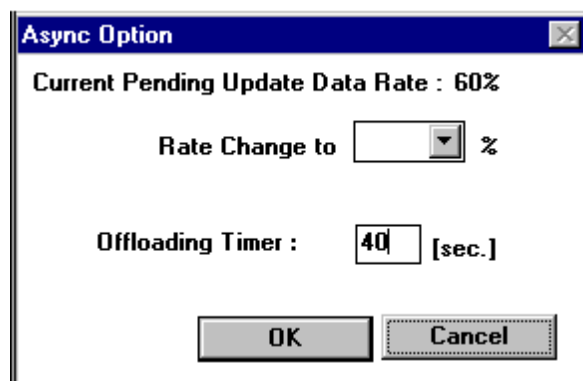 Async Option
Current Pending Update Data Rate : 60%
Rate Change to %
Offloading Timer : 40 [sec.]
OK Cancel